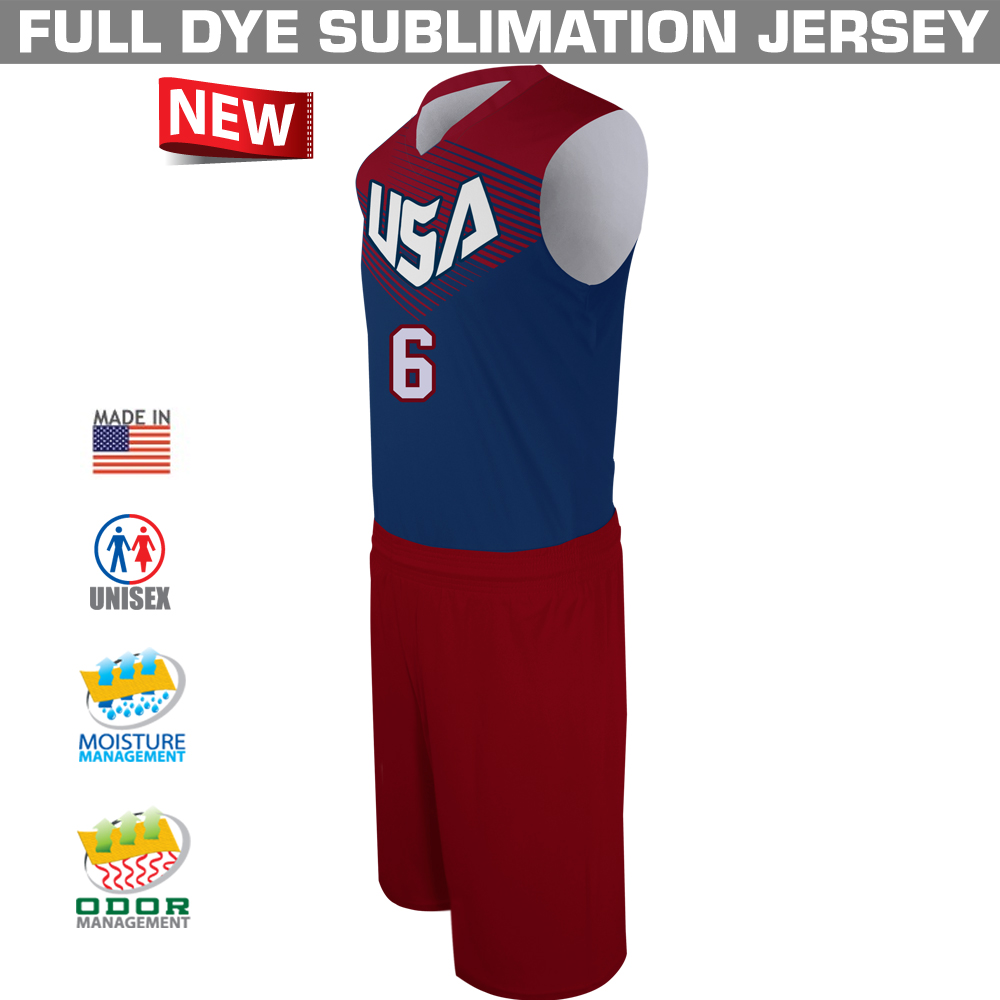 FULL DYE SUBLIMATION JERSEY
NEW
USA
6
MADE IN
UNISEX
MOISTURE
MANAGEMENT
ODOR
MANAGEMENT